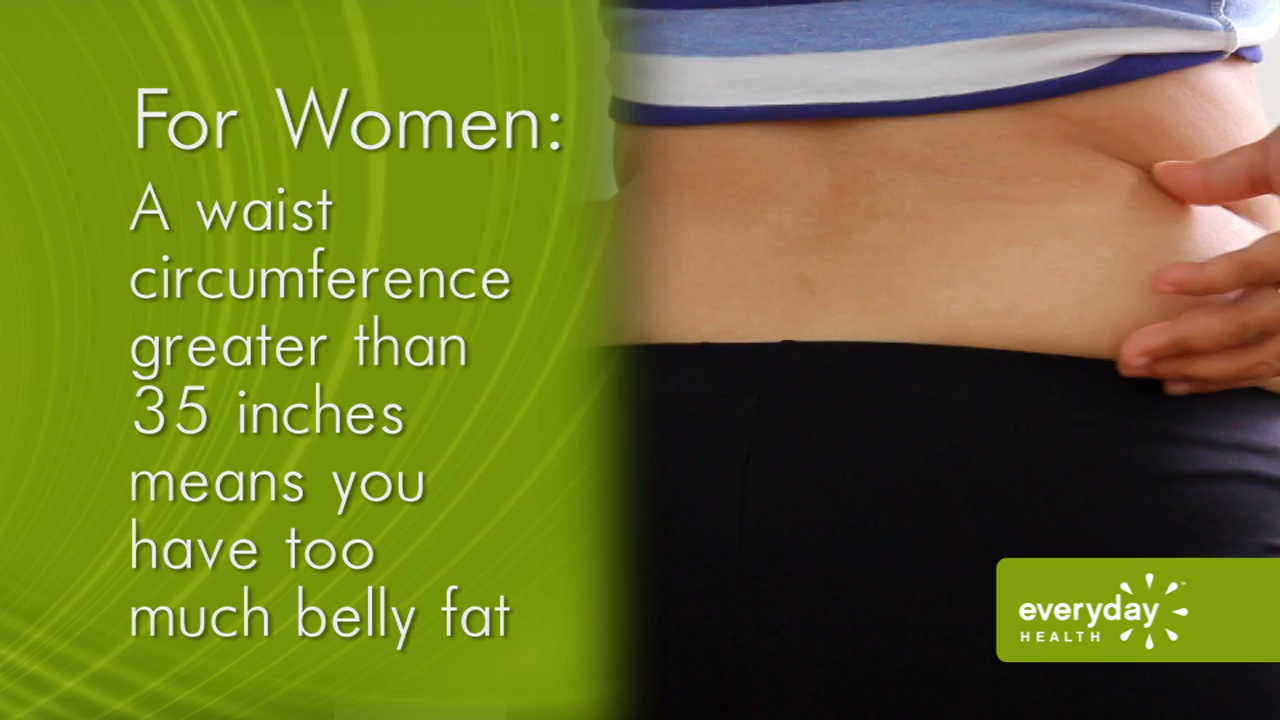 For Women:
A waist
circumference
greater than
35 inches
means you
have too
much belly fat
everyday
HEALTH